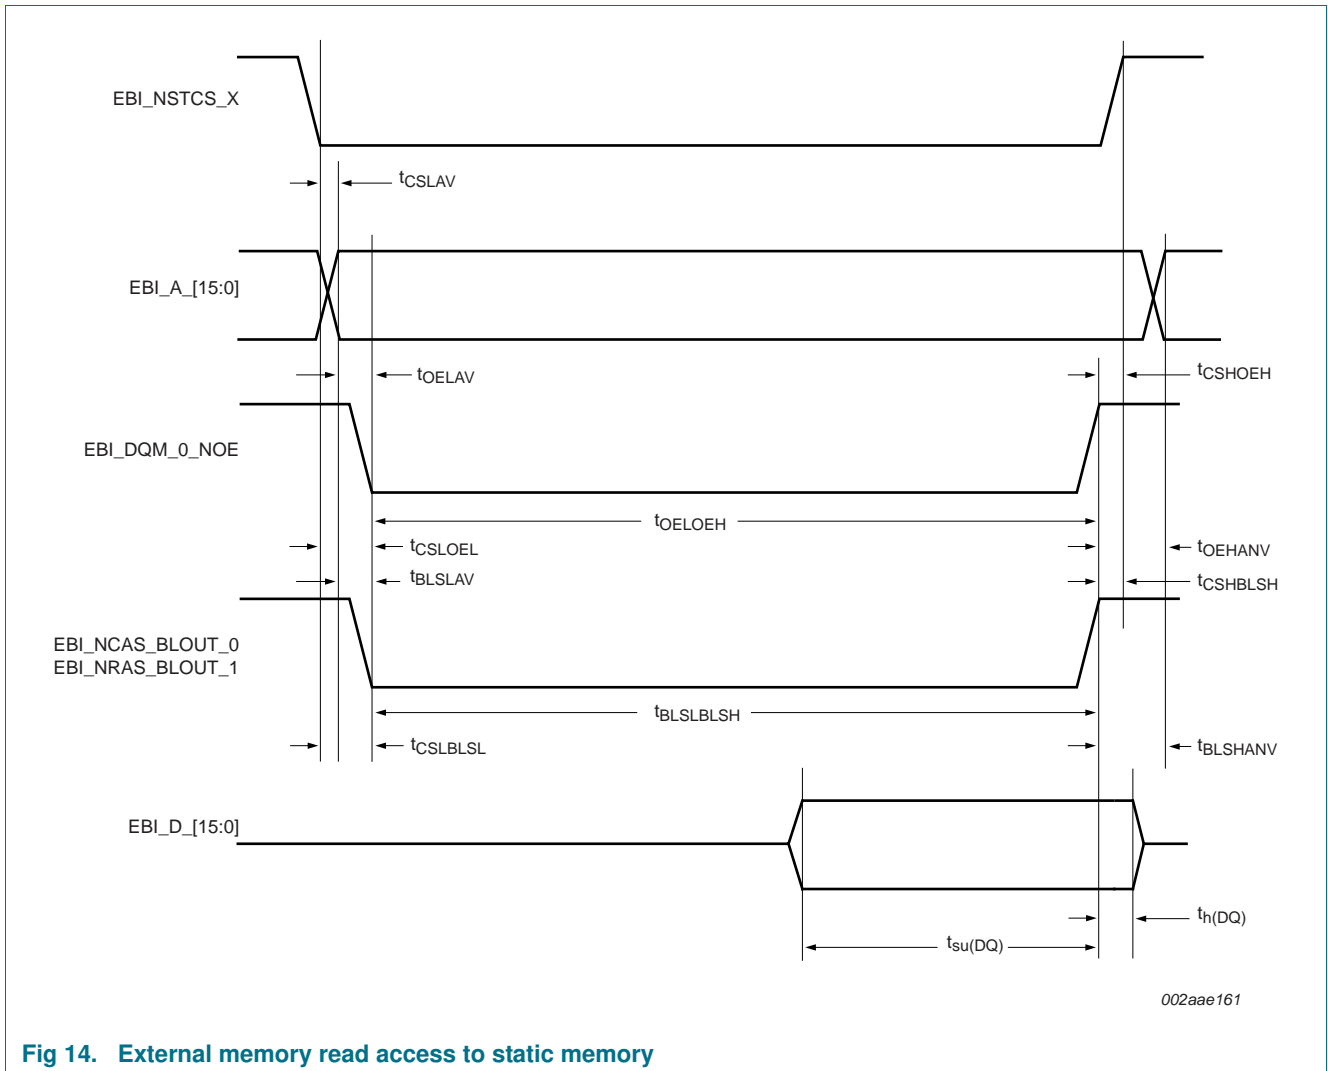 EBI_NSTCS_X
tCSLAV
EBI_A_[15:0]
tOELAV
tCSHOEH
EBI_DQM_0_NOE
tOELOEH
tCSLOEL
tOEHANV
tBLSLAV
tCSHBLSH
EBI_NCAS_BLOUT_0
EBI_NRAS_BLOUT_1
tBLSLBLSH
tCSLBLSL
tBLSHANV
EBI_D_[15:0]
th(DQ)
tsu(DQ)
002aae161
Fig 14. External memory read access to static memory